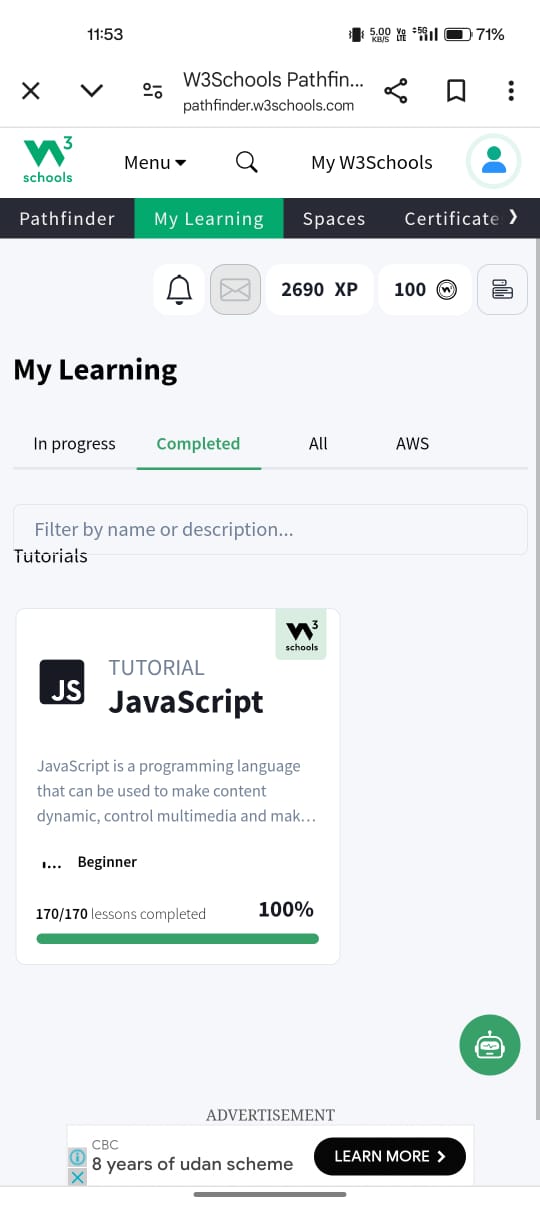 11:53
5.00 KB/S
Vo LTE
5G
71%
W3Schools Pathfin...
pathfinder.w3schools.com
W3 schools
Menu
My W3Schools
Pathfinder
My Learning
Spaces
Certificate
2690 XP
100
My Learning
In progress
Completed
All
AWS
Filter by name or description...
Tutorials
W3 schools
JS
TUTORIAL
JavaScript
JavaScript is a programming language
that can be used to make content
dynamic, control multimedia and mak...
Beginner
170/170 lessons completed
100%
ADVERTISEMENT
CBC
8 years of udan scheme
LEARN MORE